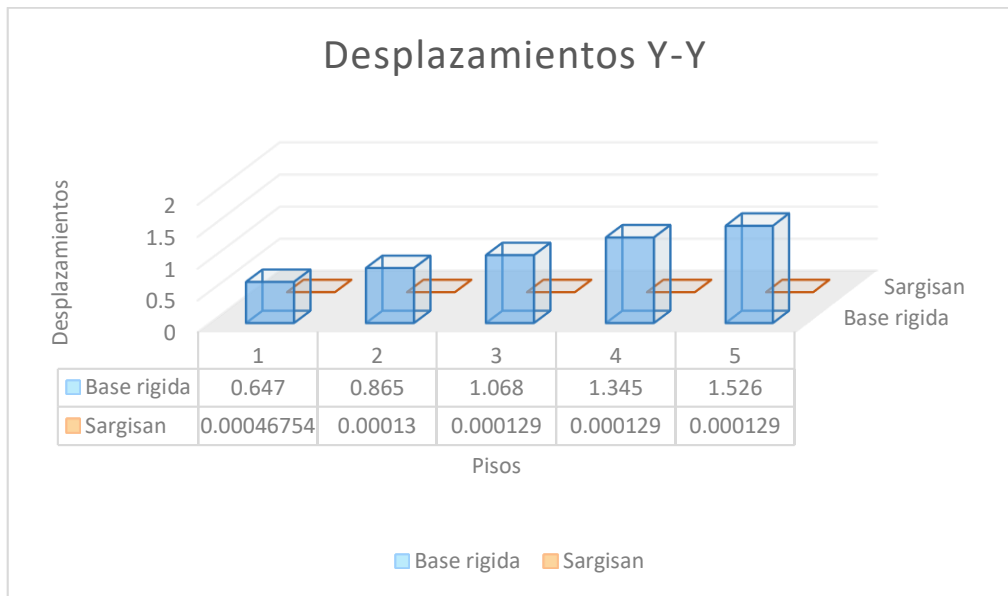 Desplazamientos Y-Y
Desplazamientos
2
1.5
1
0.5
0
Sargisan
Base rigida
1 2 3 4 5
Base rigida 0.647 0.865 1.068 1.345 1.526
Sargisan 0.00046754 0.00013 0.000129 0.000129 0.000129
Pisos
Base rigida Sargisan